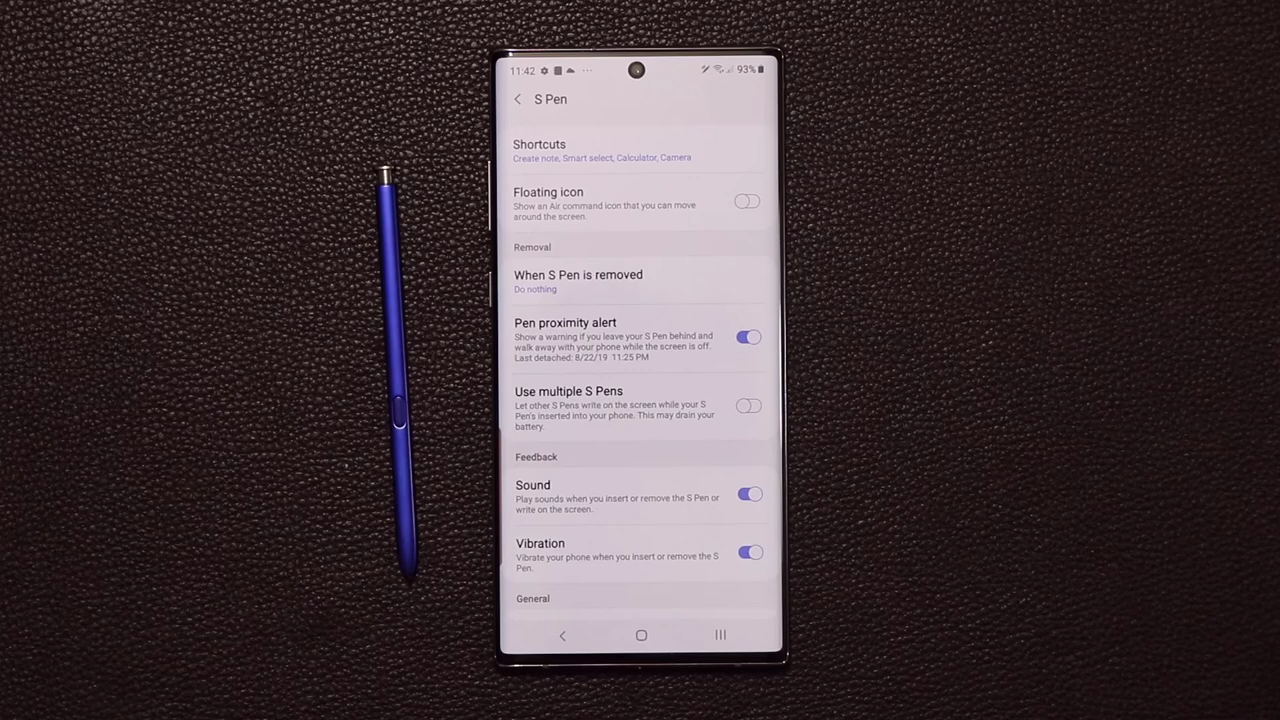 11:42 ... 93%
S Pen
Shortcuts
Create note, Smart select, Calculator, Camera
Floating icon
Show an Air command icon that you can move
around the screen.
Removal
When S Pen is removed
Do nothing
Pen proximity alert
Show a warning if you leave your S Pen behind and
walk away with your phone while the screen is off.
Last detached: 8/22/19 11:25 PM
Use multiple S Pens
Let other S Pens write on the screen while your S
Pen's inserted into your phone. This may drain your
battery.
Feedback
Sound
Play sounds when you insert or remove the S Pen or
write on the screen.
Vibration
Vibrate your phone when you insert or remove the S
Pen.
General